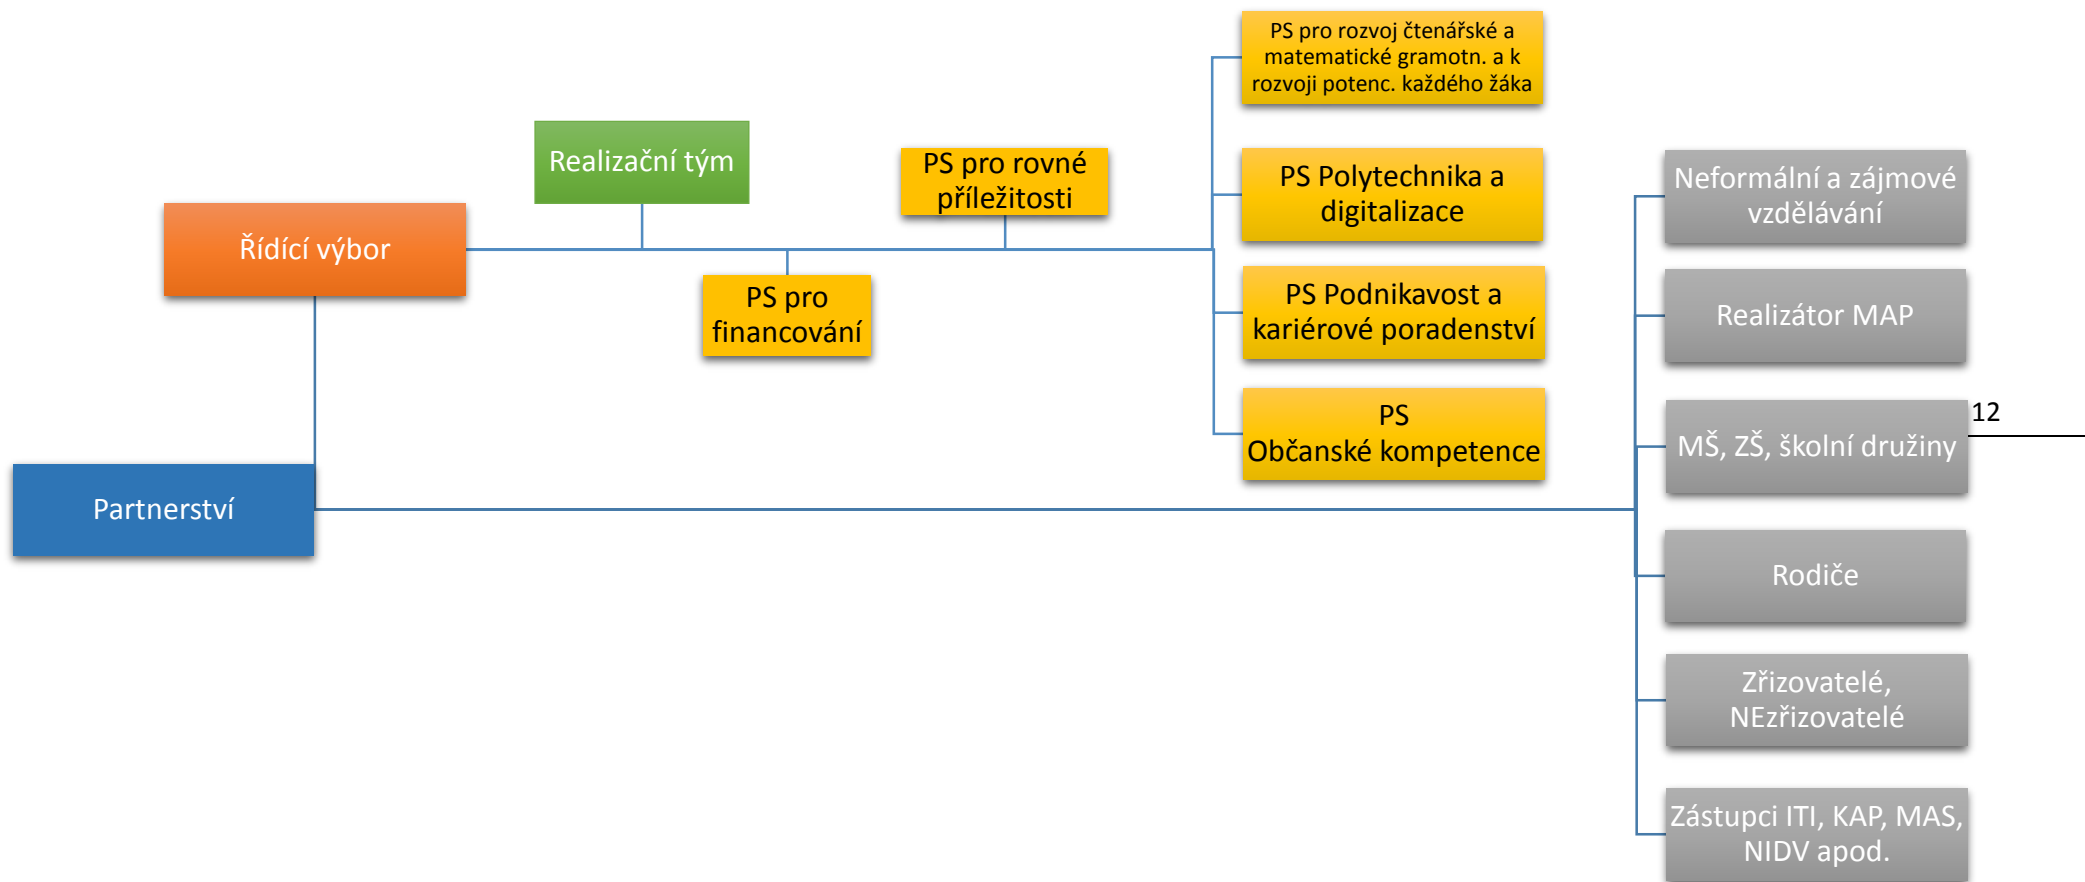 PS pro rozvoj čtenářské a
matematické gramotn. a k
rozvoji potenc. každého žáka
Realizační tým
PS pro rovné
příležitosti
PS Polytechnika a
digitalizace
Neformální a zájmové
vzdělávání
Řídící výbor
PS pro
financování
PS Podnikavost a
kariérové poradenství
Realizátor MAP
PS
Občanské kompetence
MŠ, ZŠ, školní družiny
12
Partnerství
Rodiče
Zřizovatelé,
NEzřizovatelé
Zástupci ITI, KAP, MAS,
NIDV apod.